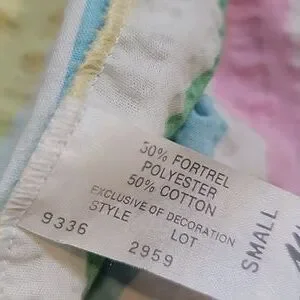 50% FORTREL
POLYESTER
50% COTTON
EXCLUSIVE OF DECORATION
STYLE LOT
9336 2959
SMALL